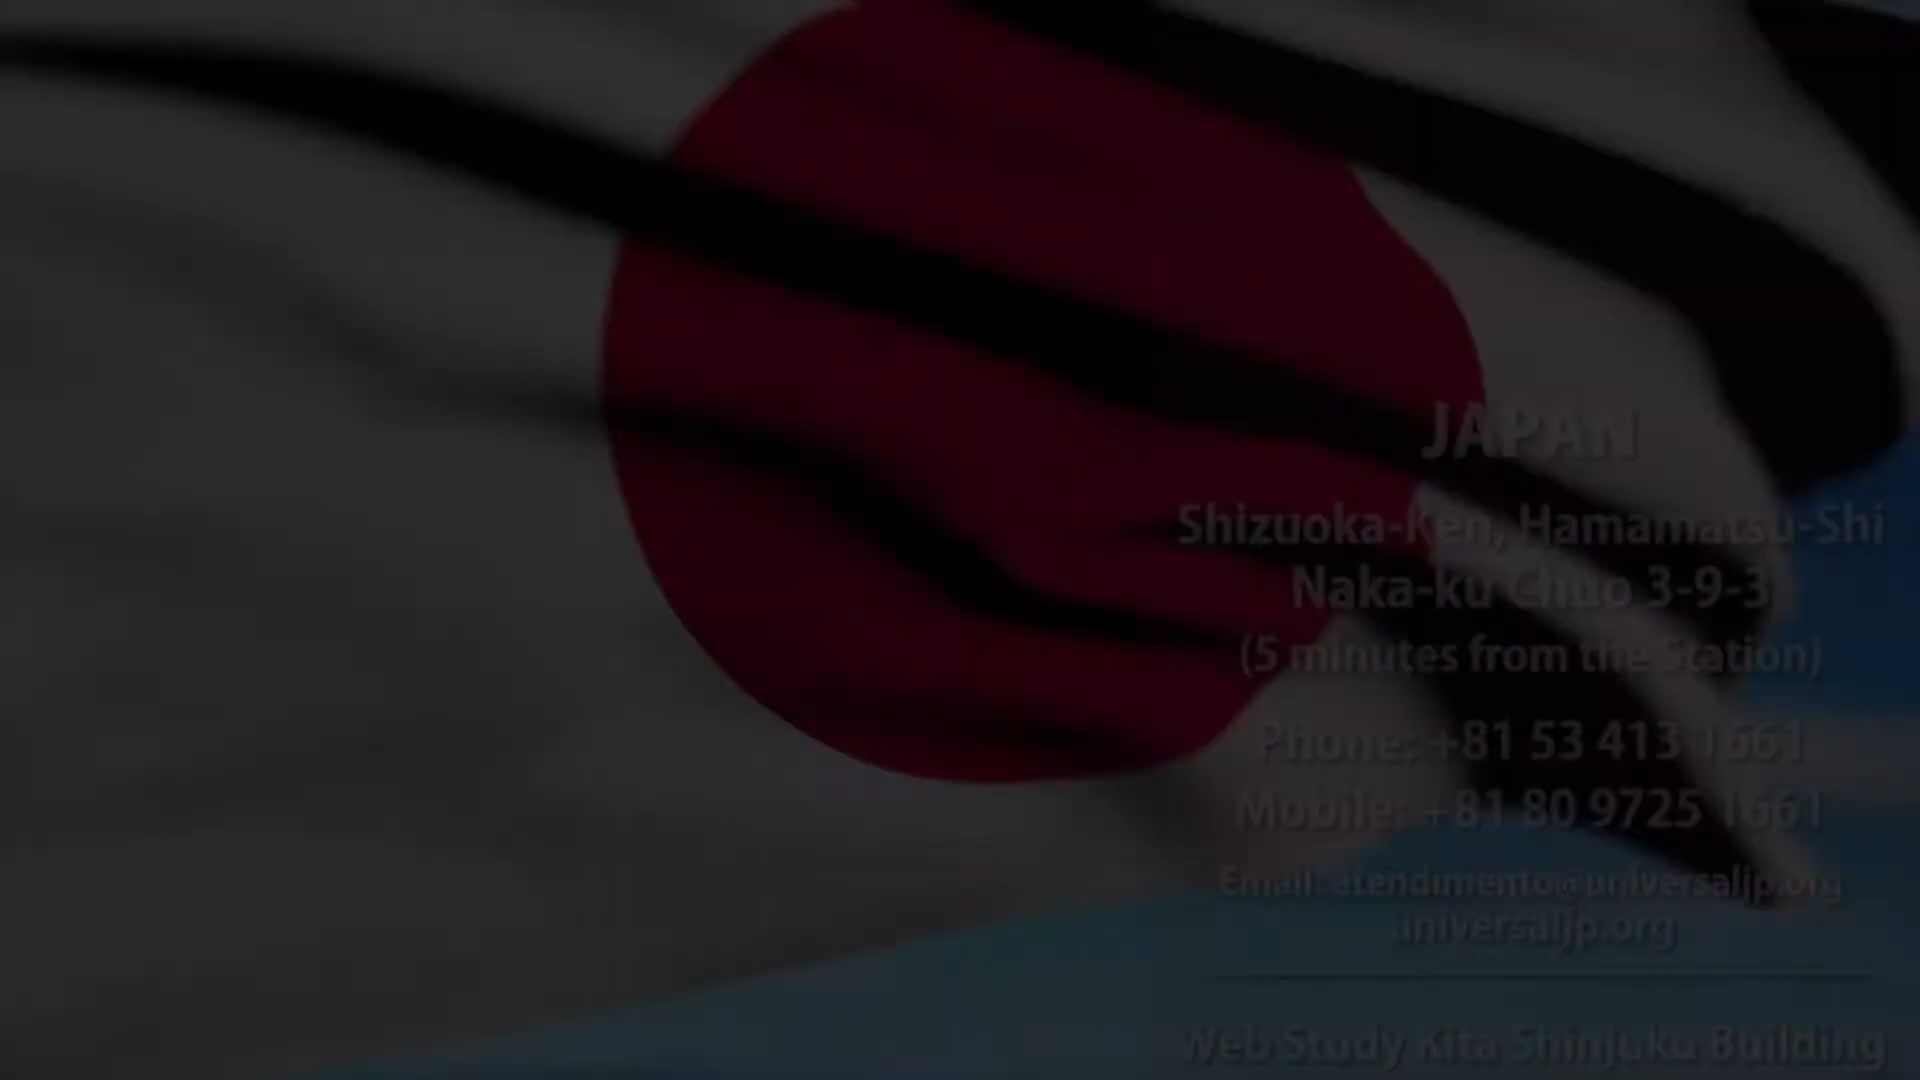 JAPAN
Shizuoka-Ken, Hamamatsu-Shi
Naka-ku Chuo 3-9-3
(5 minutes from the Station)
Phone: +81 53 413 1661
Mobile: +81 80 9725 1661
Email: atendimento@universaljp.org
universaljp.org
Web Study Kita Shinjuku Building